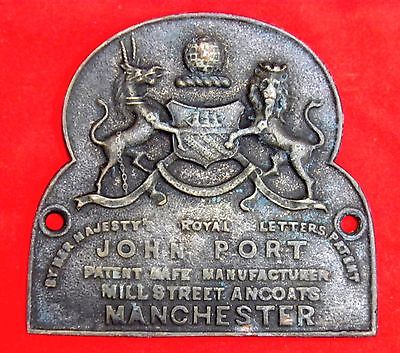 BY HER MAJESTY'S ROYAL LETTERS PATENT
JOHN PORT
PATENT SAFE MANUFACTURER
MILL STREET ANCOATS
MANCHESTER